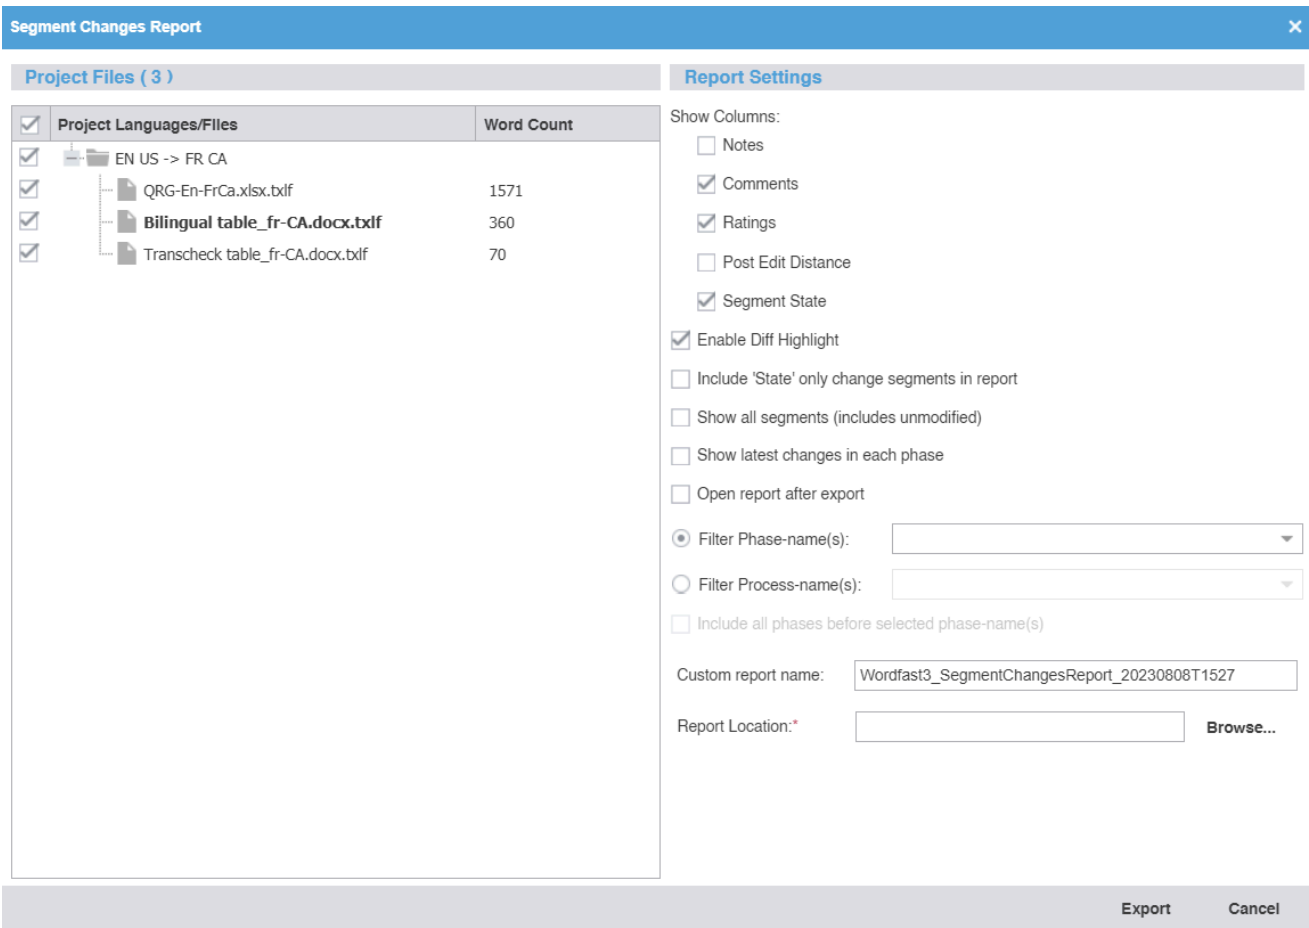 Segment Changes Report
Project Files ( 3 )
Project Languages/Files Word Count
EN US -> FR CA
QRG-En-FrCa.xlsx.txlf 1571
Bilingual table_fr-CA.docx.txlf 360
Transcheck table_fr-CA.docx.txlf 70
Report Settings
Show Columns:
Notes
Comments
Ratings
Post Edit Distance
Segment State
Enable Diff Highlight
Include 'State' only change segments in report
Show all segments (includes unmodified)
Show latest changes in each phase
Open report after export
Filter Phase-name(s):
Filter Process-name(s):
Include all phases before selected phase-name(s)
Custom report name: Wordfast3_SegmentChangesReport_20230808T1527
Report Location:* Browse...
Export Cancel